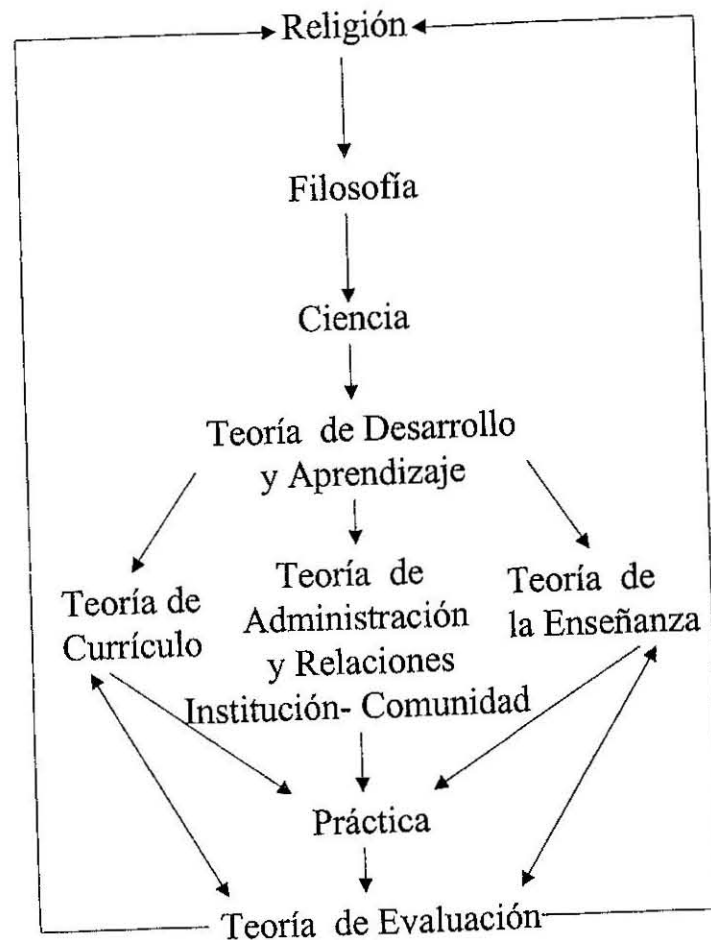 Religión
Filosofía
Ciencia
Teoría de Desarrollo
y Aprendizaje
Teoría de
Currículo
Teoría de
Administración
y Relaciones
Institución- Comunidad
Teoría de
la Enseñanza
Práctica
Teoría de Evaluación